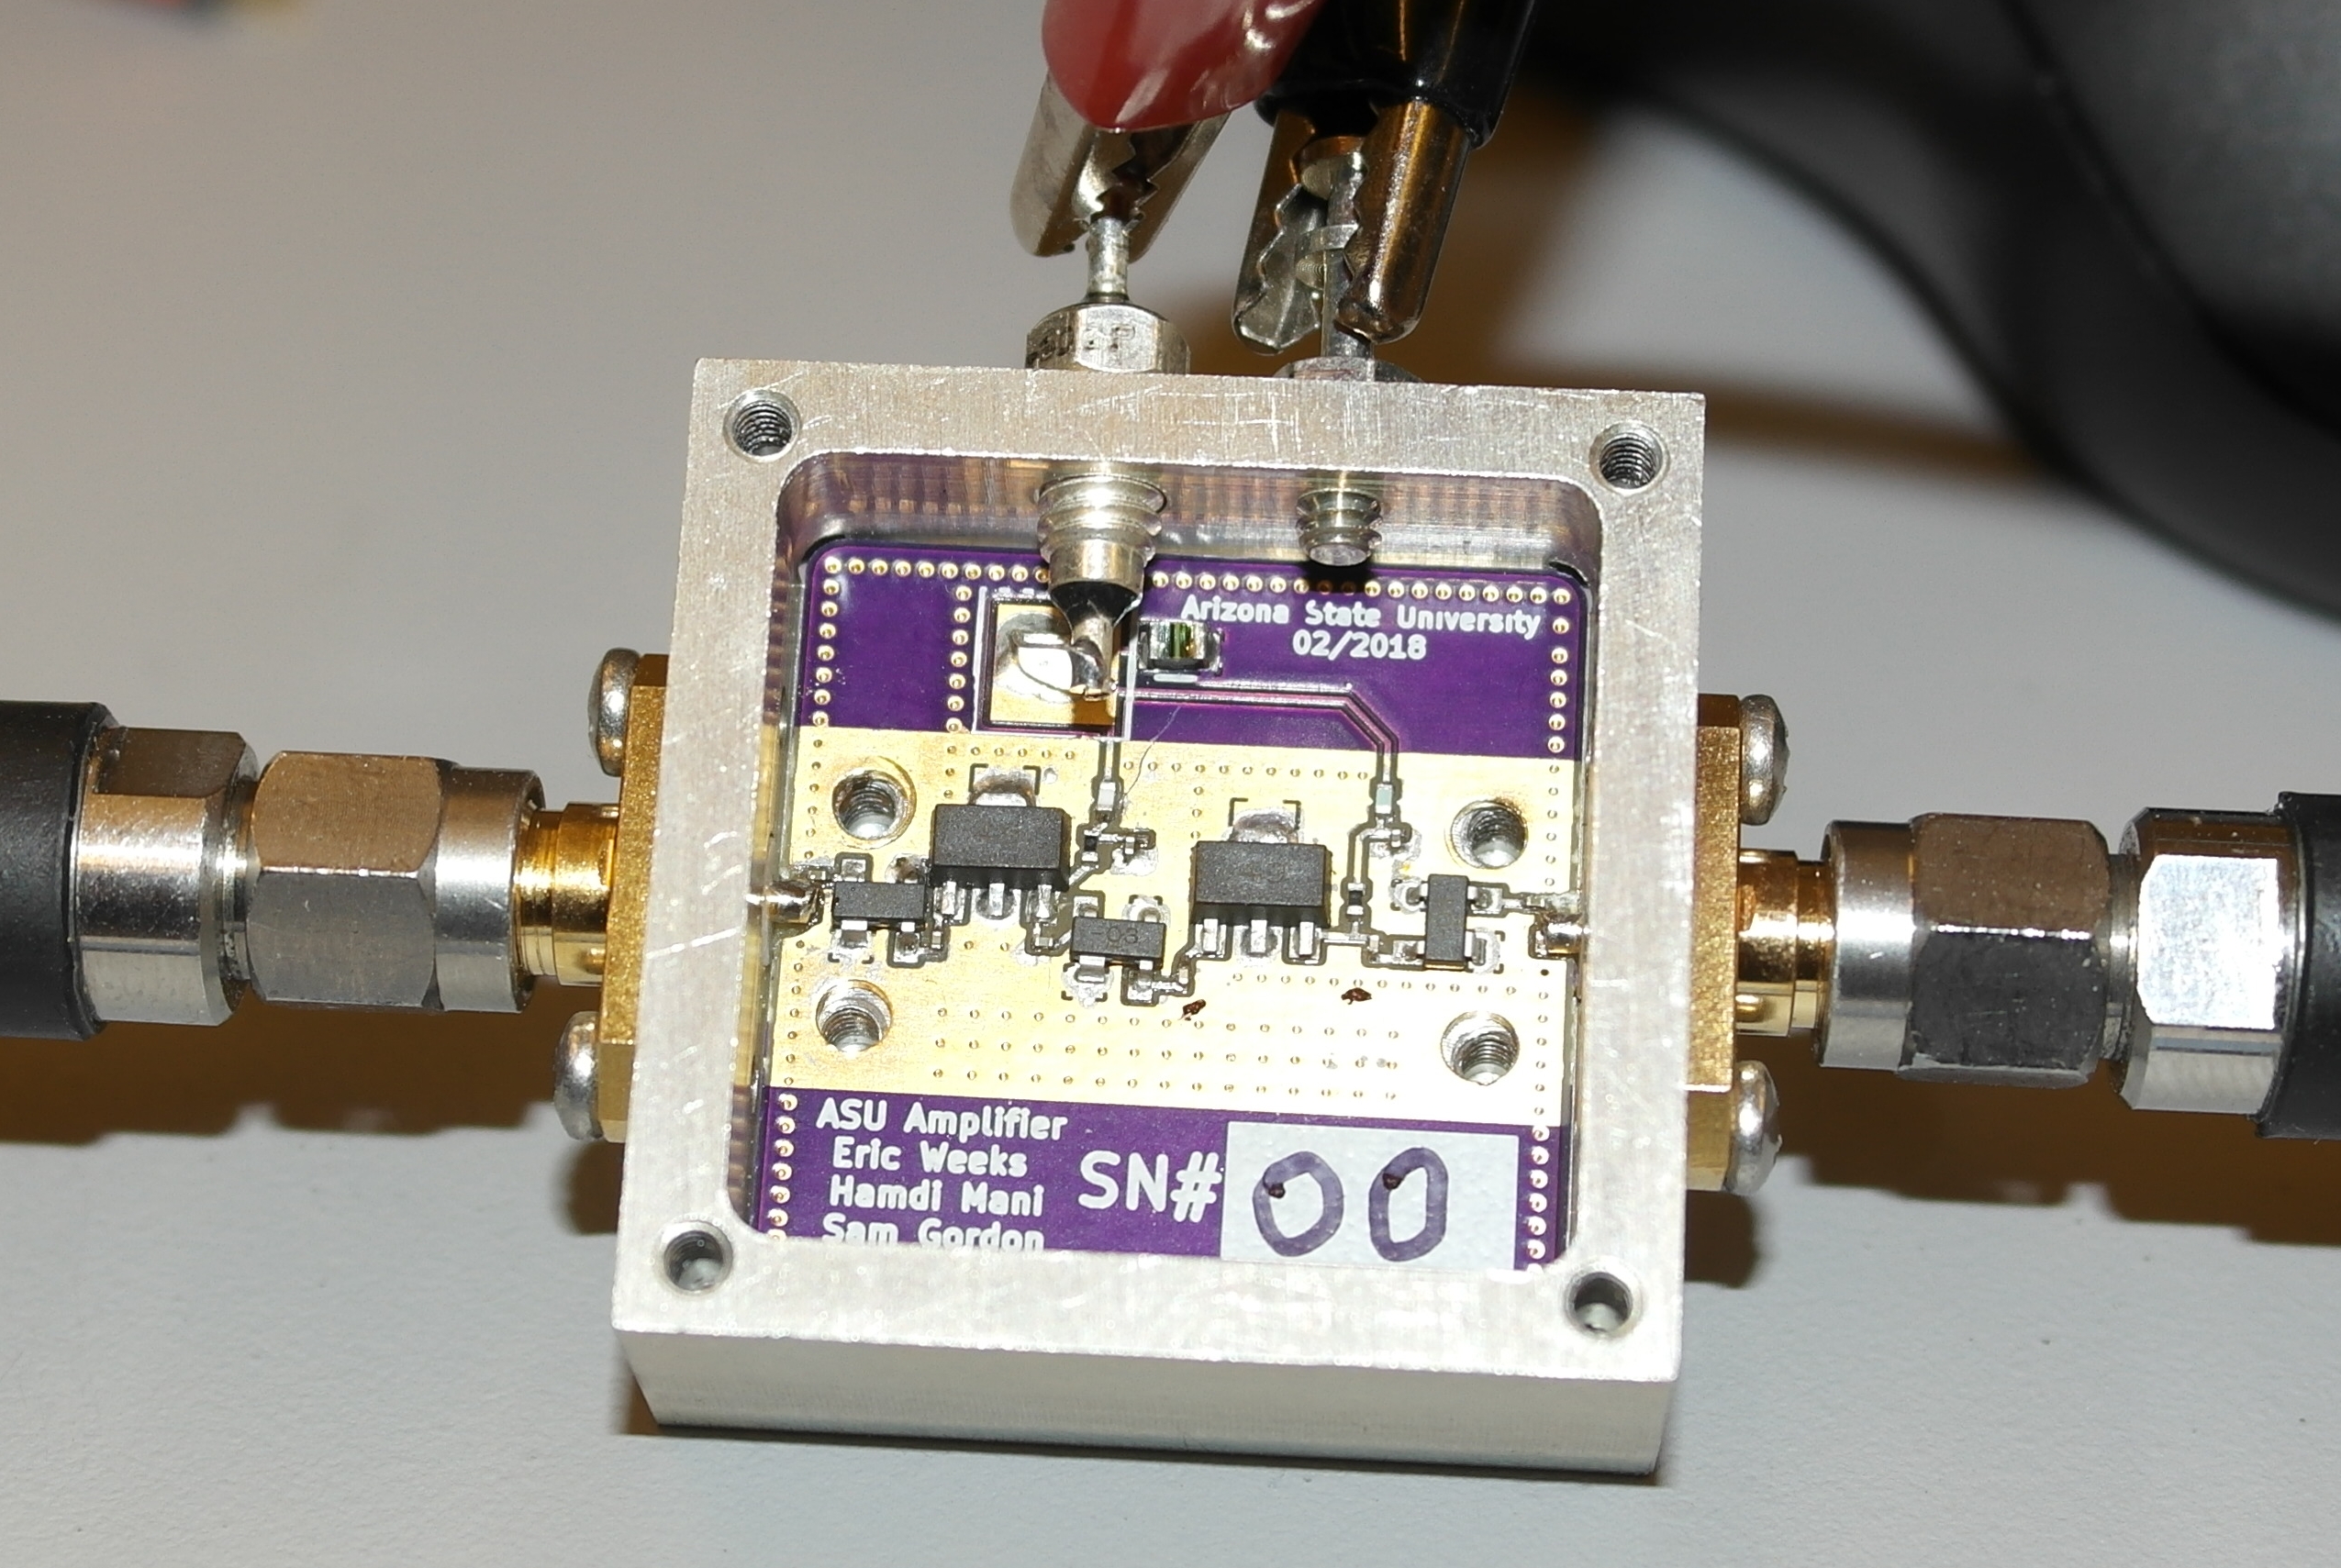 Arizona State University
02/2018
ASU Amplifier
Eric Weeks
Hamdi Mani
Sam Gordon
SN# 00